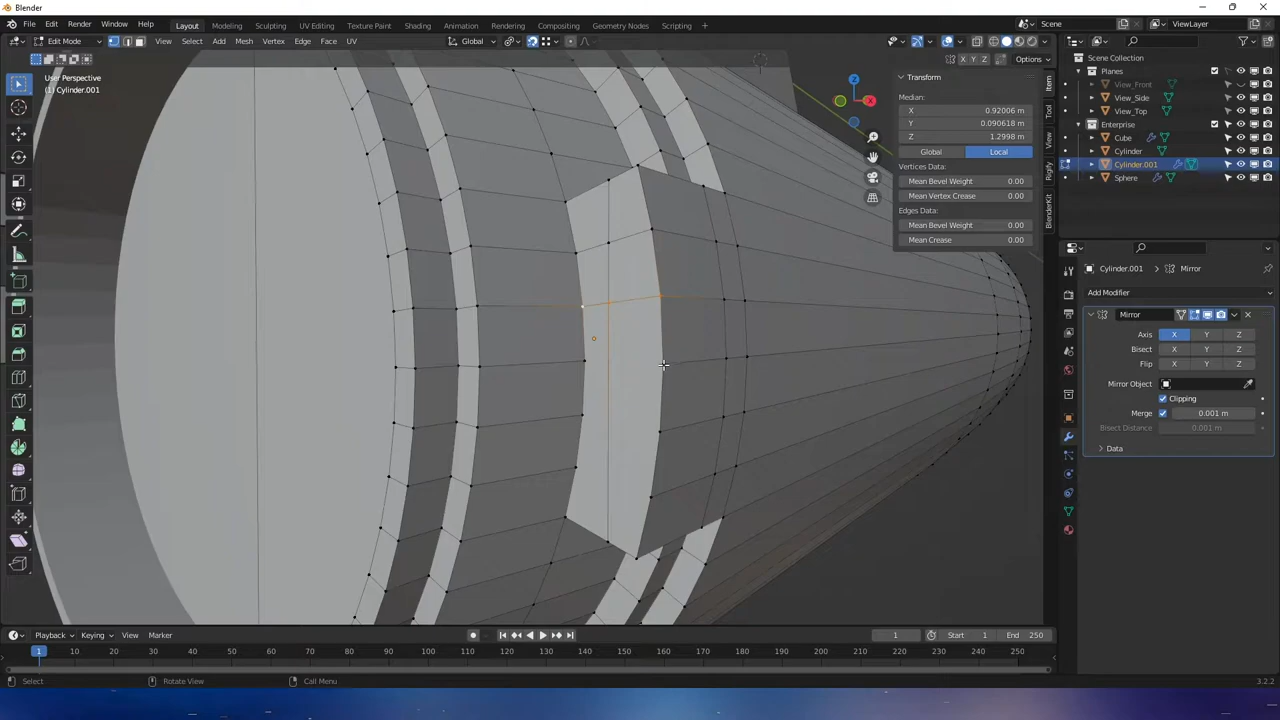 Blender
File Edit Render Window Help Layout Modeling Sculpting UV Editing Texture Paint Shading Animation Rendering Compositing Geometry Nodes Scripting + Scene ViewLayer
Edit Mode View Select Add Mesh Vertex Edge Face UV Global
X Y Z Options
User Perspective
(1) Cylinder.001
Z
X
Transform
Median:
X 0.92006 m
Y 0.090618 m
Z 1.2998 m
Global Local
Vertices Data:
Mean Bevel Weight 0.00
Mean Vertex Crease 0.00
Edges Data:
Mean Bevel Weight 0.00
Mean Crease 0.00
Item
Tool
View
Rigify
BlenderKit
Scene Collection
Planes
View_Front
View_Side
View_Top
Enterprise
Cube
Cylinder
Cylinder.001
Sphere
Cylinder.001 Mirror
Add Modifier
Mirror
Axis X Y Z
Bisect X Y Z
Flip X Y Z
Mirror Object
Clipping
Merge 0.001 m
Bisect Distance 0.001 m
Data
Playback Keying View Marker 1 Start 1 End 250
1 10 20 30 40 50 60 70 80 90 100 110 120 130 140 150 160 170 180 190 200 210 220 230 240 250
Select Rotate View Call Menu 3.2.2